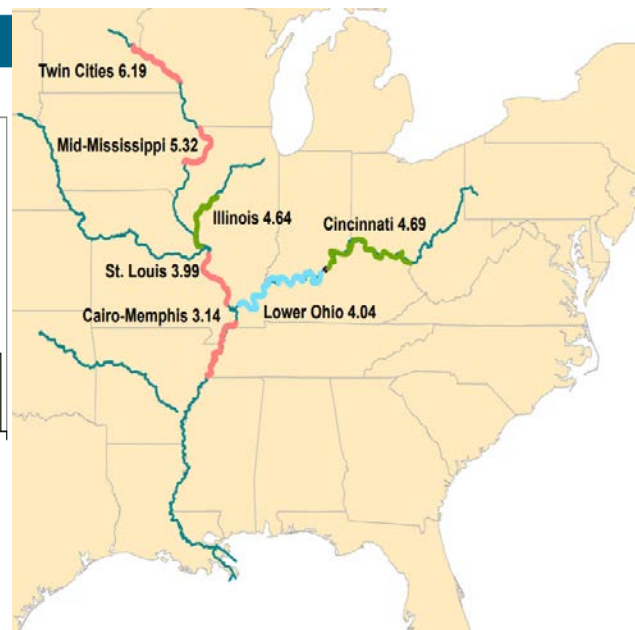 Twin Cities 6.19
Mid-Mississippi 5.32
Illinois 4.64
Cincinnati 4.69
St. Louis 3.99
Cairo-Memphis 3.14
Lower Ohio 4.04